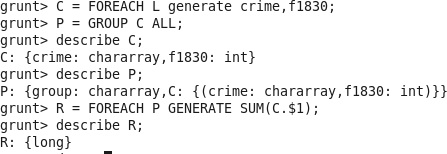 grunt> C = FOREACH L generate crime,f1830;
grunt> P = GROUP C ALL;
grunt> describe C;
C: {crime: chararray,f1830: int}
grunt> describe P;
P: {group: chararray,C: {(crime: chararray,f1830: int)}}
grunt> R = FOREACH P GENERATE SUM(C.$1);
grunt> describe R;
R: {long}